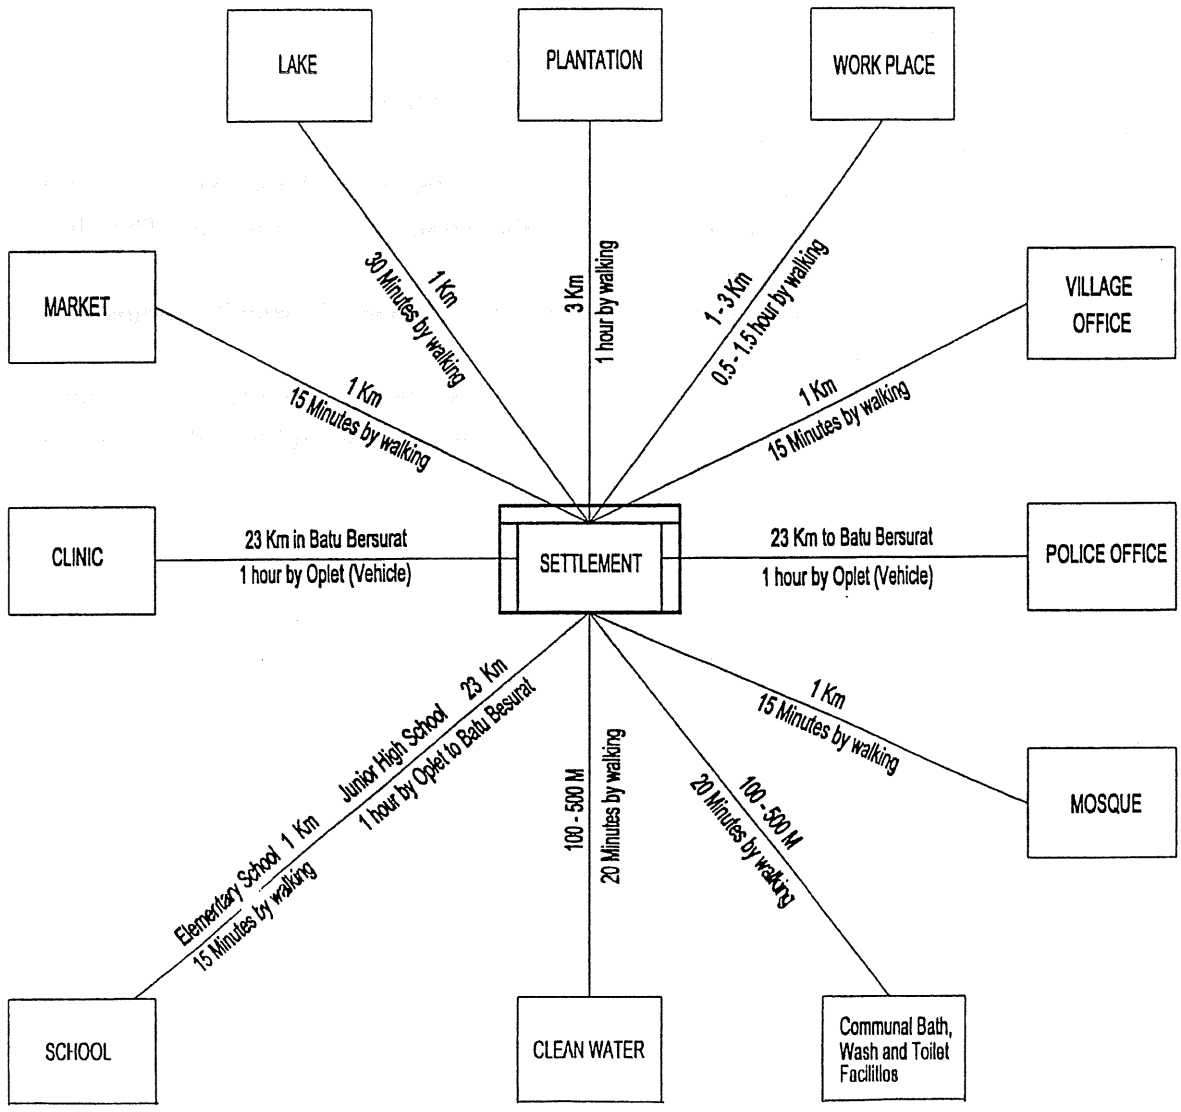 LAKE
PLANTATION
WORK PLACE
1 Km
30 Minutes by walking
3 Km
1 hour by walking
1 - 3 Km
0.5 - 1.5 hour by walking
MARKET
VILLAGE
OFFICE
1 Km
15 Minutes by walking
1 Km
15 Minutes by walking
CLINIC
23 Km in Batu Bersurat
1 hour by Oplet (Vehicle)
SETTLEMENT
23 Km to Batu Bersurat
1 hour by Oplet (Vehicle)
POLICE OFFICE
Elementary School 1 Km Junior High School 23 Km
15 Minutes by walking 1 hour by Oplet to Batu Besurat
100 - 500 M
20 Minutes by walking
100 - 500 M
20 Minutes by walking
1 Km
15 Minutes by walking
MOSQUE
SCHOOL
CLEAN WATER
Communal Bath,
Wash and Toilet
Facilities